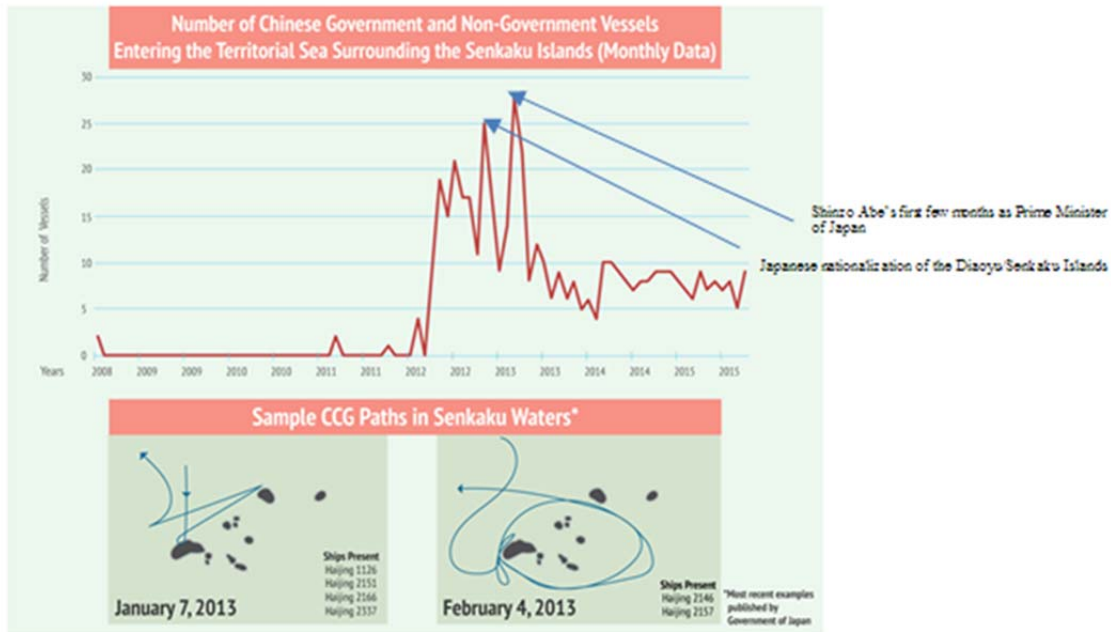 Number of Chinese Government and Non-Government Vessels
Entering the Territorial Sea Surrounding the Senkaku Islands (Monthly Data)
30
25
20
15
10
5
0
Number of Vessels
Years 2008 2009 2009 2010 2010 2011 2011 2012 2012 2013 2013 2014 2014 2015 2015
Shinzo Abe's first few months as Prime Minister
of Japan
Japanese nationalization of the Diaoyu/Senkaku Islands
Sample CCG Paths in Senkaku Waters*
Ships Present
Haijing 1126
Haijing 2151
Haijing 2166
Haijing 2337
January 7, 2013
Ships Present
Haijing 2146
Haijing 2157
February 4, 2013
*Most recent examples
published by
Government of Japan